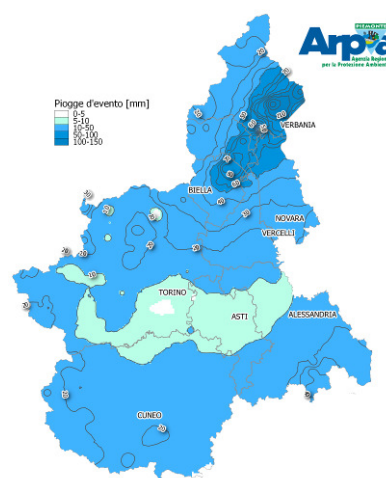 PIEMONTE
Arpa
Agenzia Regionale
per la Protezione Ambientale
Piogge d'evento [mm]
0-5
5-10
10-50
50-100
100-150
VERBANIA
BIELLA
NOVARA
VERCELLI
TORINO
ASTI
ALESSANDRIA
CUNEO